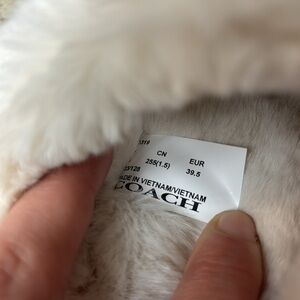 CN EUR
255(1.5) 39.5
MADE IN VIETNAM/VIETNAM
COACH